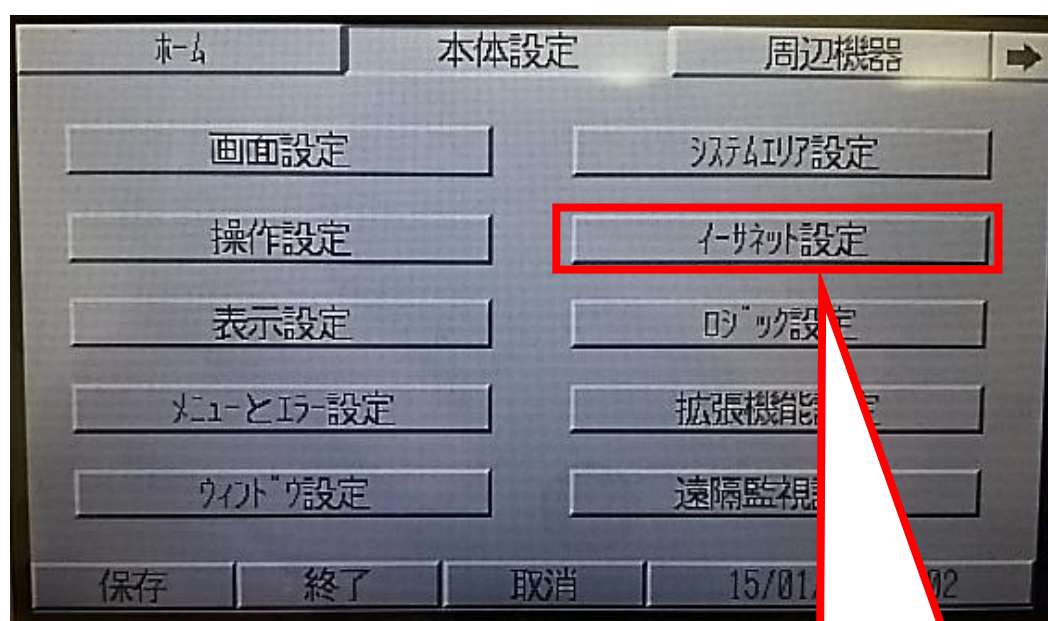 ホーム 本体設定 周辺機器
画面設定 システムエリア設定
操作設定 イーサネット設定
表示設定 ロジック設定
メニューとエラー設定 拡張機能 定
ウィンドウ設定 遠隔監視
保存 終了 取消 15/01/ 02